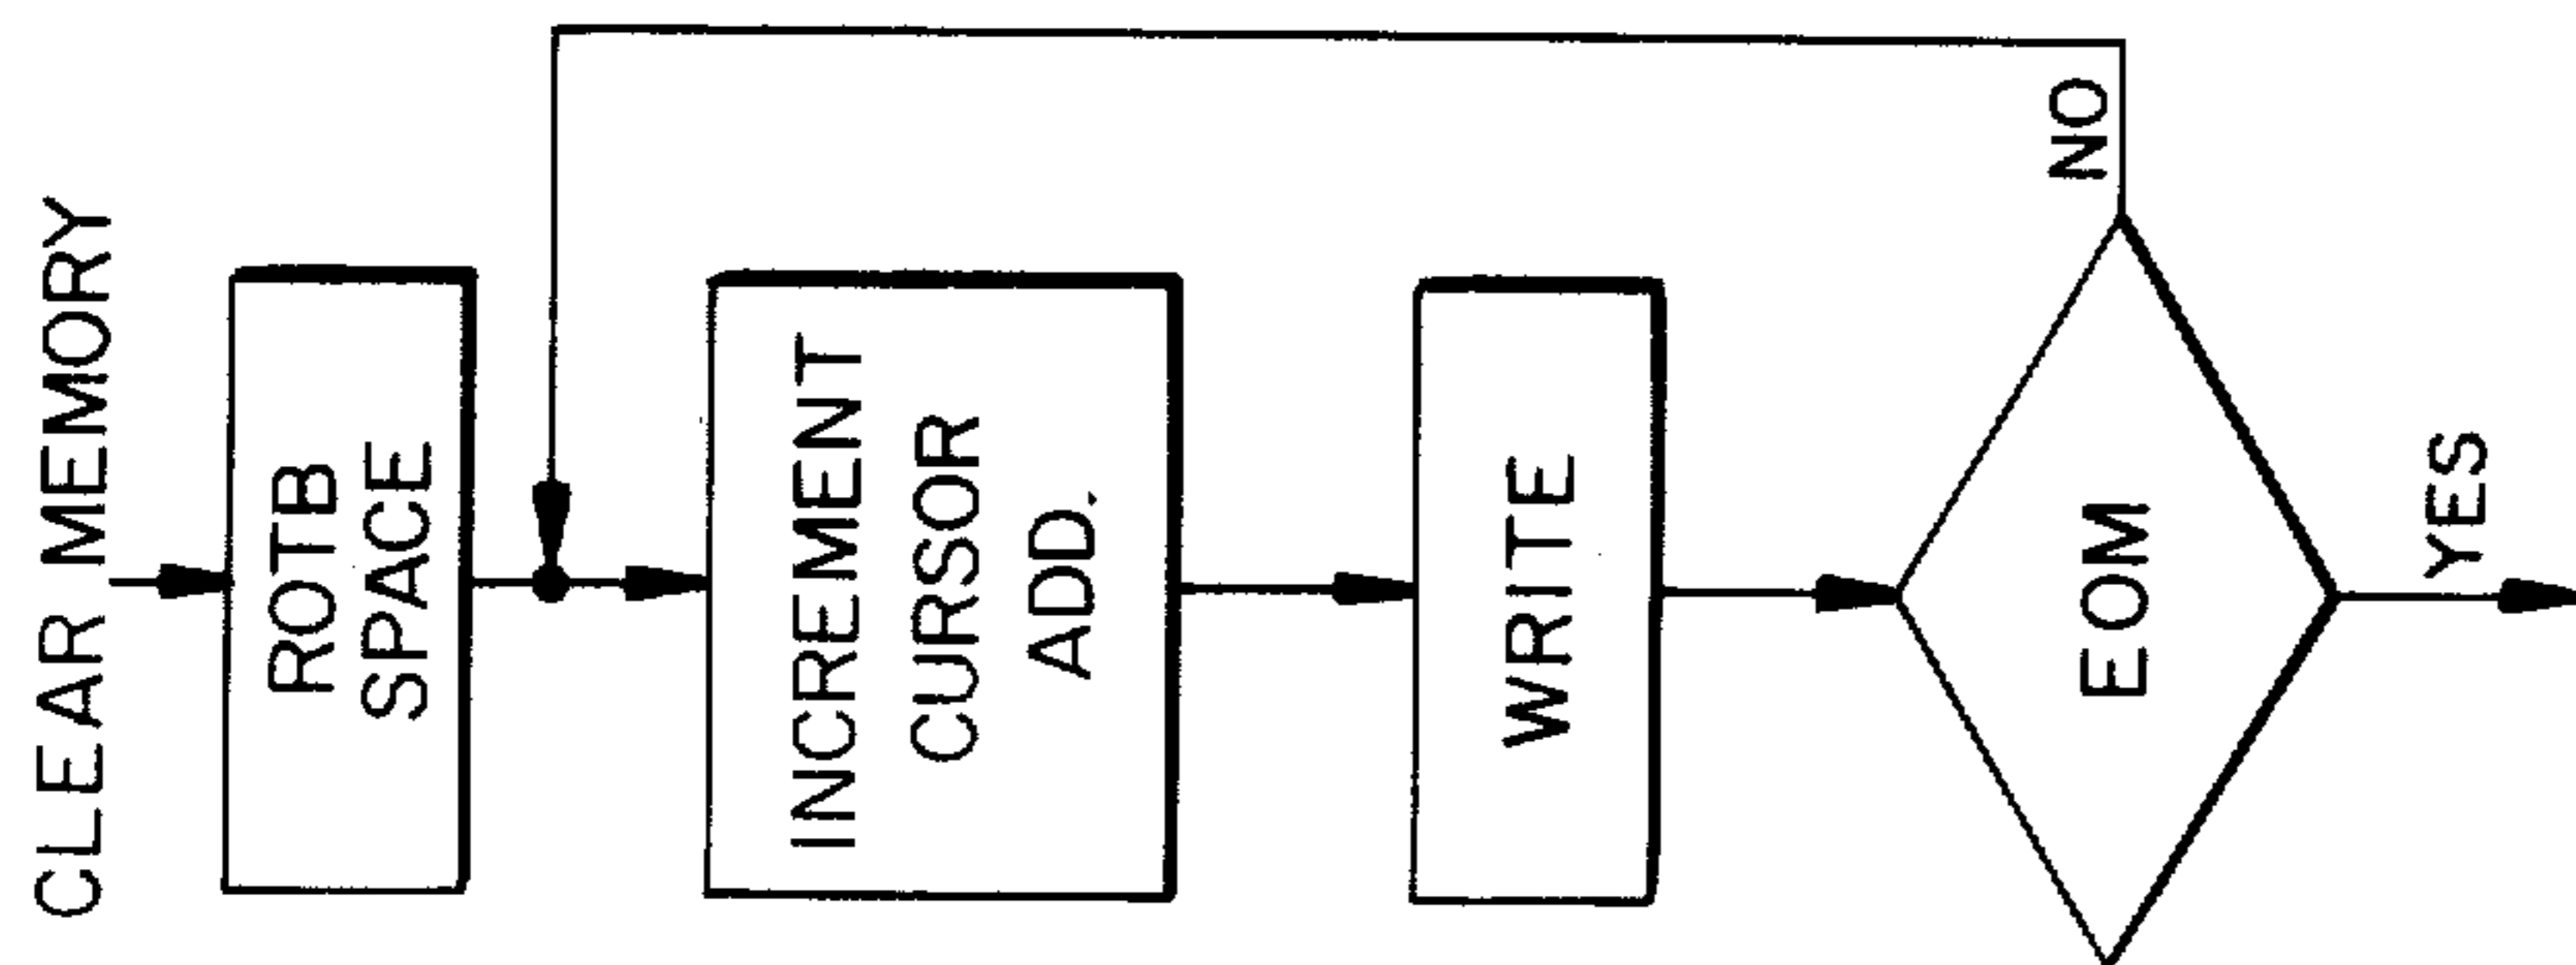 CLEAR MEMORY
ROTB
SPACE
INCREMENT
CURSOR
ADD.
WRITE
EOM
NO
YES